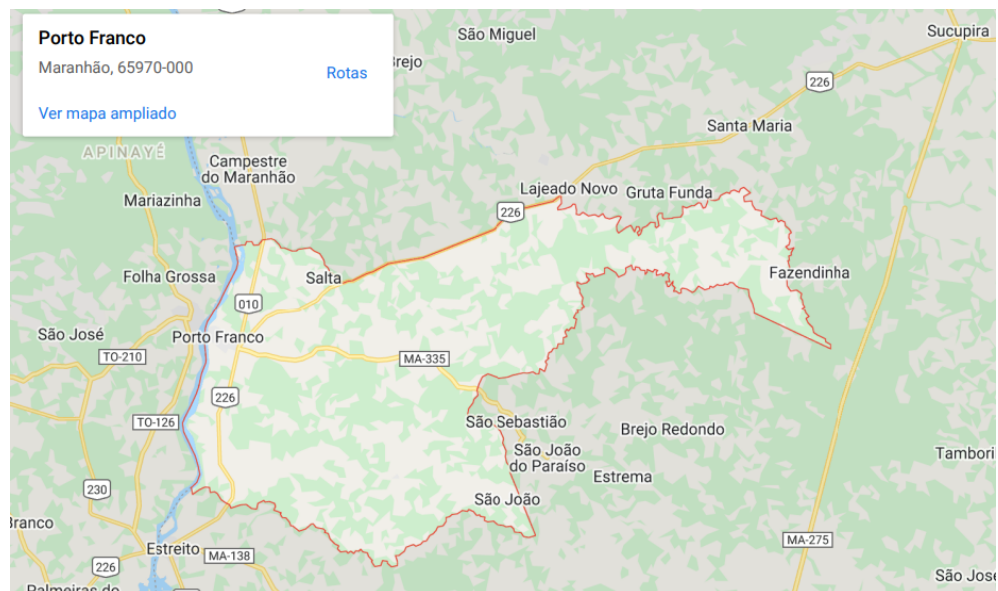 Porto Franco
Maranhão, 65970-000
Rotas
Ver mapa ampliado
São Miguel
Sucupira
226
Santa Maria
APINAYÉ
Campestre
do Maranhão
Mariazinha
Lajeado Novo
Gruta Funda
226
Folha Grossa
Salta
Fazendinha
010
São José
Porto Franco
TO-210
MA-335
226
TO-126
São Sebastião
Brejo Redondo
São João
do Paraíso
Estrema
Tambori
230
São João
Branco
MA-275
Estreito
MA-138
226
São José
Palmeiras do